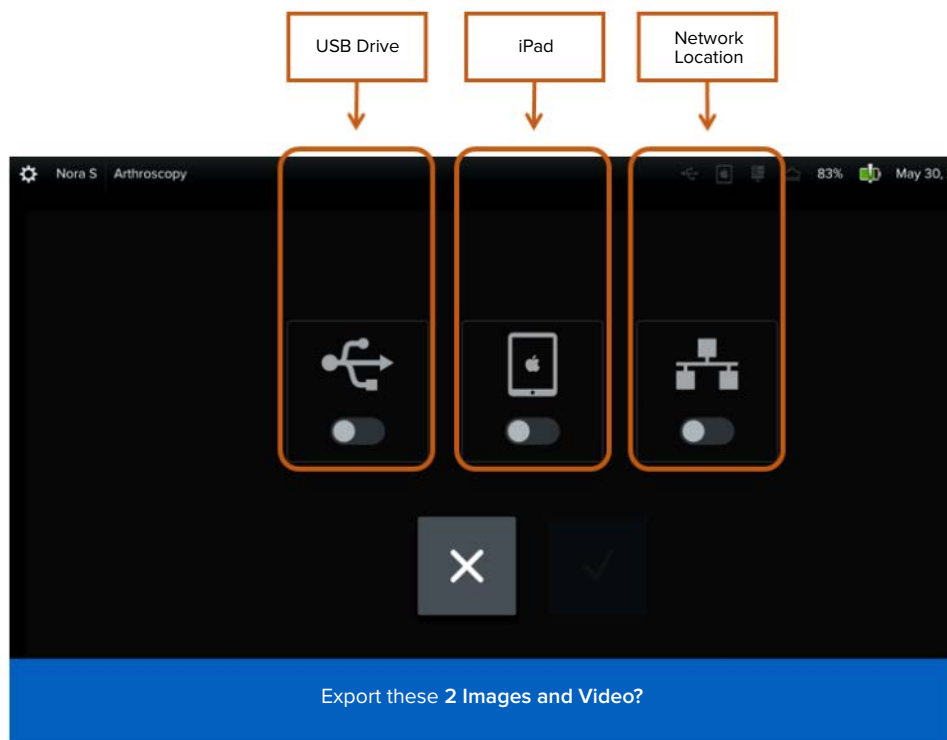 USB Drive
iPad
Network
Location
Nora S Arthroscopy 83% May 30,
Export these 2 Images and Video?